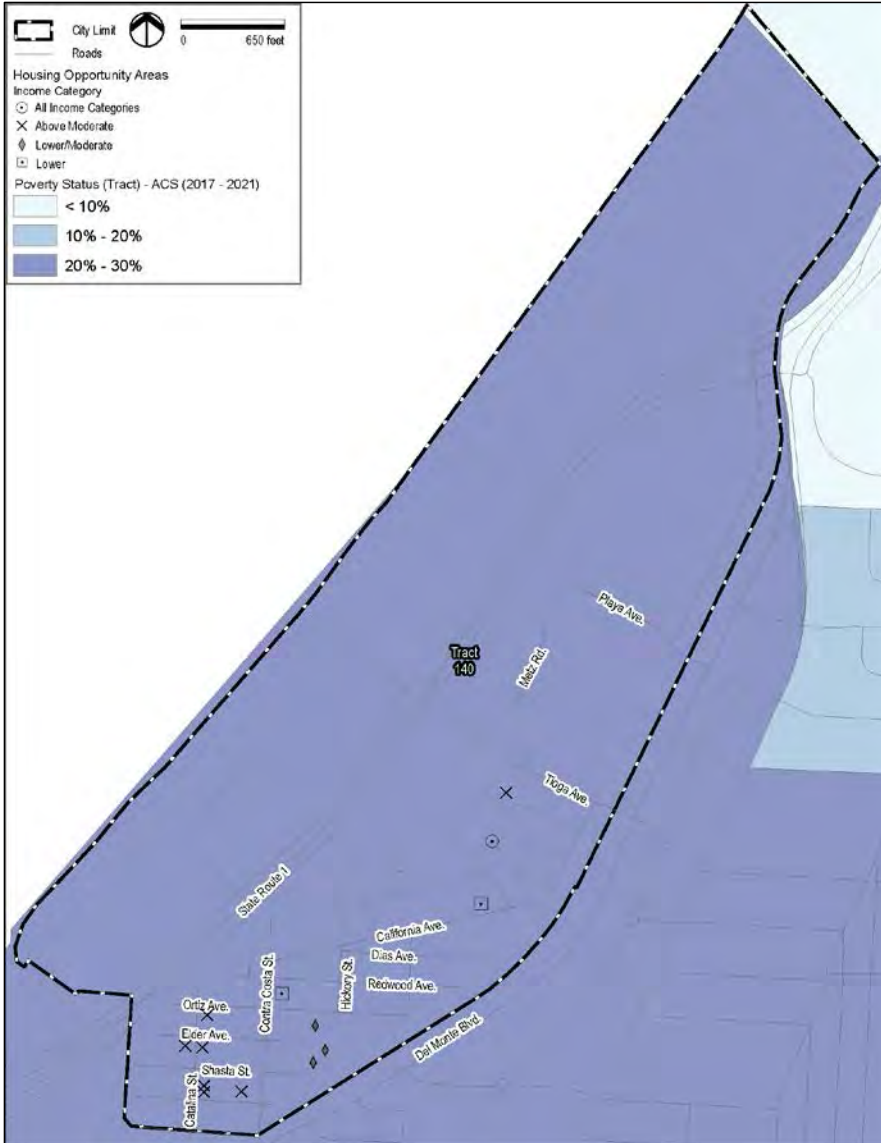 City Limit
0 650 feet
Roads
Housing Opportunity Areas
Income Category
All Income Categories
Above Moderate
Lower/Moderate
Lower
Poverty Status (Tract) - ACS (2017 - 2021)
< 10%
10% - 20%
20% - 30%
Playa Ave.
Tract
140
Metz Rd.
Tioga Ave.
State Route 1
California Ave.
Dias Ave.
Contra Costa St.
Hickory St.
Redwood Ave.
Ortiz Ave.
Del Monte Blvd.
Elder Ave.
Shasta St.
Catalina St.